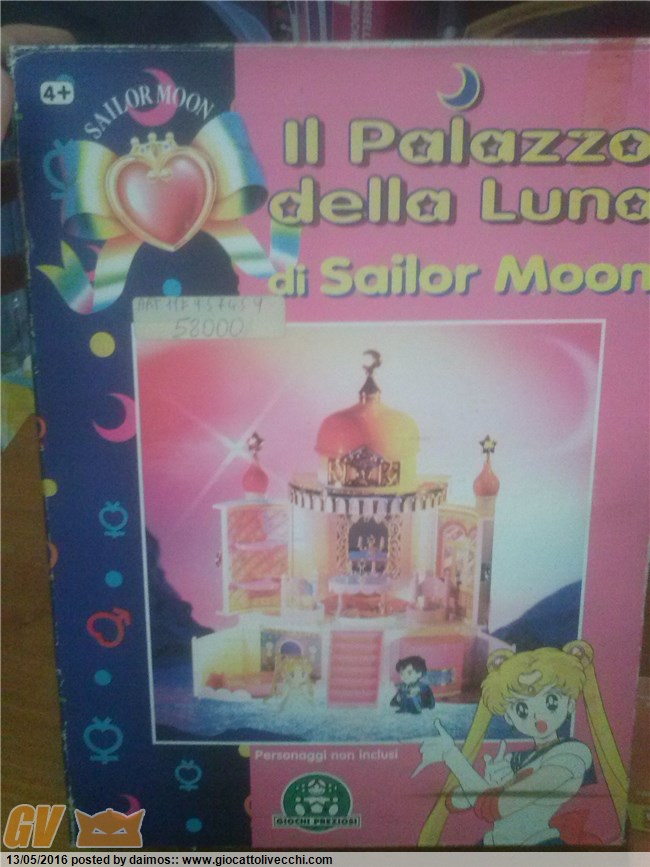 4+
SAILOR MOON
Il Palazzo
della Luna
di Sailor Moon
58000
Personaggi non inclusi
GIOCHI PREZIOSI
GV
13/05/2016 posted by daimos:: www.giocattolivecchi.com